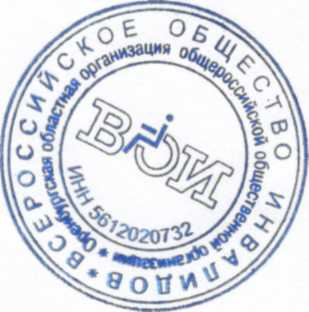 * ВСЕРОССИЙСКОЕ ОБЩЕСТВО ИНВАЛИДОВ
* Оренбургская областная организация общероссийской общественной организации
ВОИ
ИНН 5612020732